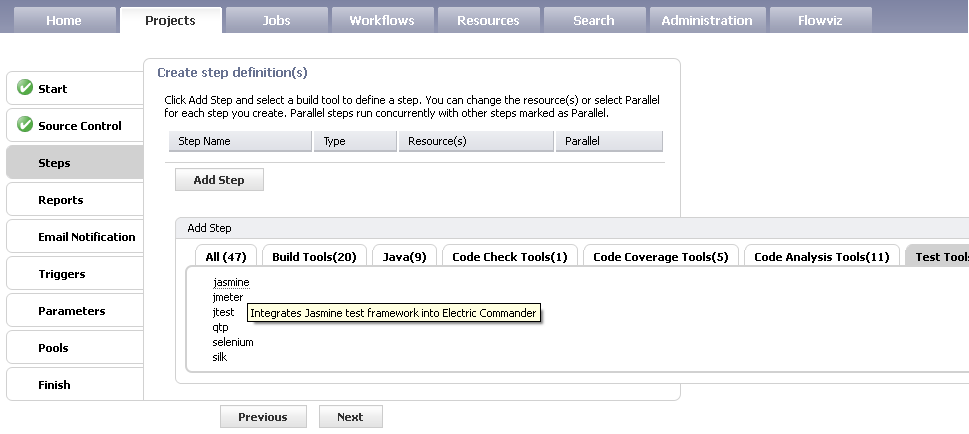 Home Projects Jobs Workflows Resources Search Administration Flowviz
Create step definition(s)
Start
Source Control
Steps
Reports
Email Notification
Triggers
Parameters
Pools
Finish
Click Add Step and select a build tool to define a step. You can change the resource(s) or select Parallel
for each step you create. Parallel steps run concurrently with other steps marked as Parallel.
Step Name Type Resource(s) Parallel
Add Step
Add Step
All (47) Build Tools(20) Java(9) Code Check Tools(1) Code Coverage Tools(5) Code Analysis Tools(11) Test Tools
jasmine
jmeter
jtest
Integrates Jasmine test framework into Electric Commander
qtp
selenium
silk
Previous Next